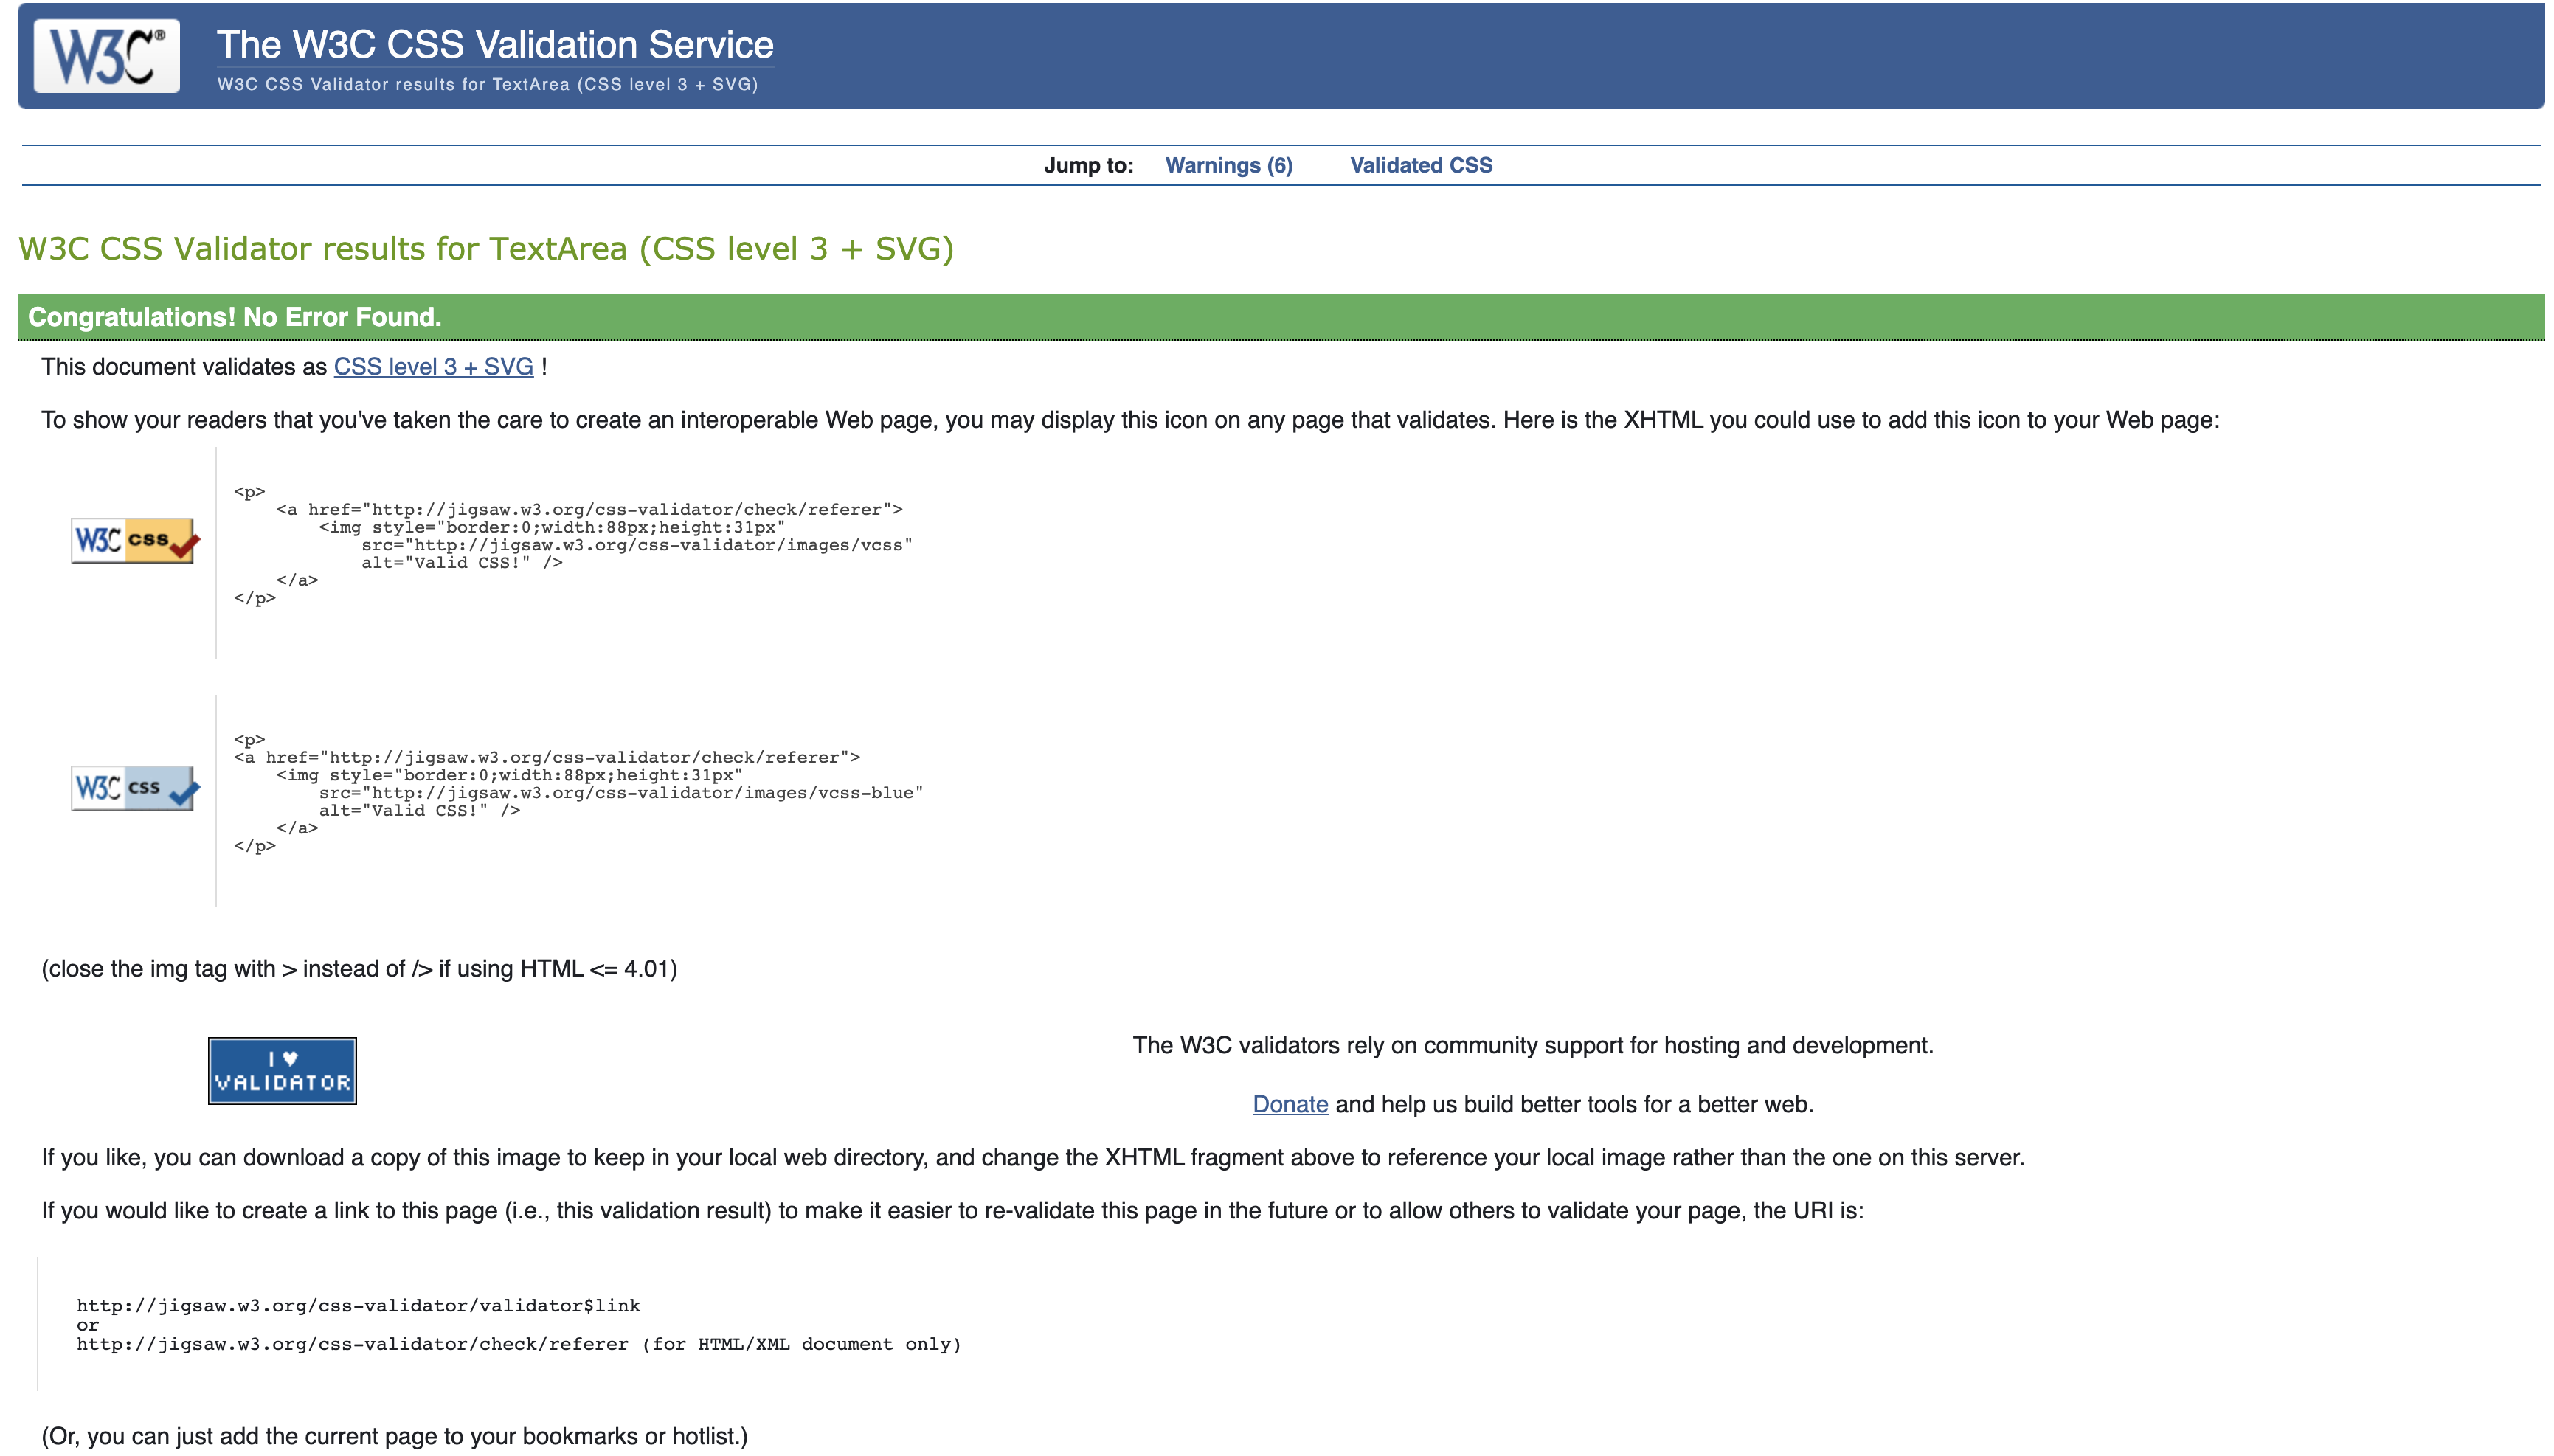 W3C®
The W3C CSS Validation Service
W3C CSS Validator results for TextArea (CSS level 3 + SVG)
Jump to: Warnings (6) Validated CSS
W3C CSS Validator results for TextArea (CSS level 3 + SVG)
Congratulations! No Error Found.
This document validates as CSS level 3 + SVG !
To show your readers that you've taken the care to create an interoperable Web page, you may display this icon on any page that validates. Here is the XHTML you could use to add this icon to your Web page:
W3C css
<p>
<a href="http://jigsaw.w3.org/css-validator/check/referer">
<img style="border:0;width:88px;height:31px"
src="http://jigsaw.w3.org/css-validator/images/vcss"
alt="Valid CSS!" />
</a>
</p>
W3C css
<p>
<a href="http://jigsaw.w3.org/css-validator/check/referer">
<img style="border:0;width:88px;height:31px"
src="http://jigsaw.w3.org/css-validator/images/vcss-blue"
alt="Valid CSS!" />
</a>
</p>
(close the img tag with > instead of /> if using HTML <= 4.01)
I ♥
VALIDATOR
The W3C validators rely on community support for hosting and development.
Donate and help us build better tools for a better web.
If you like, you can download a copy of this image to keep in your local web directory, and change the XHTML fragment above to reference your local image rather than the one on this server.
If you would like to create a link to this page (i.e., this validation result) to make it easier to re-validate this page in the future or to allow others to validate your page, the URI is:
http://jigsaw.w3.org/css-validator/validator$link
or
http://jigsaw.w3.org/css-validator/check/referer (for HTML/XML document only)
(Or, you can just add the current page to your bookmarks or hotlist.)